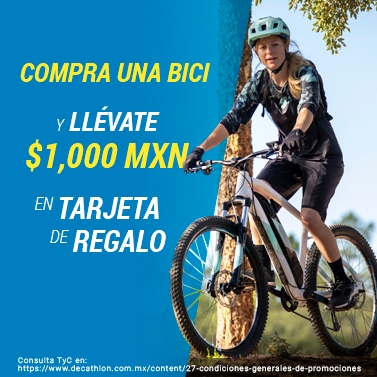 COMPRA UNA BICI
Y LLÉVATE
$1,000 MXN
EN TARJETA
DE REGALO
Consulta TyC en:
https://www.decathlon.com.mx/content/27-condiciones-generales-de-promociones